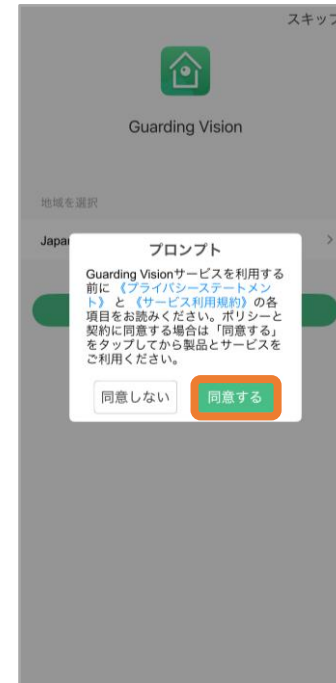 スキップ
Guarding Vision
地域を選択
Japan
プロンプト
Guarding Visionサービスを利用する
前に《プライバシーステートメン
ト》 と 《サービス利用規約》の各
項目をお読みください。ポリシーと
契約に同意する場合は「同意する」
をタップしてから製品とサービスを
ご利用ください。
同意しない 同意する